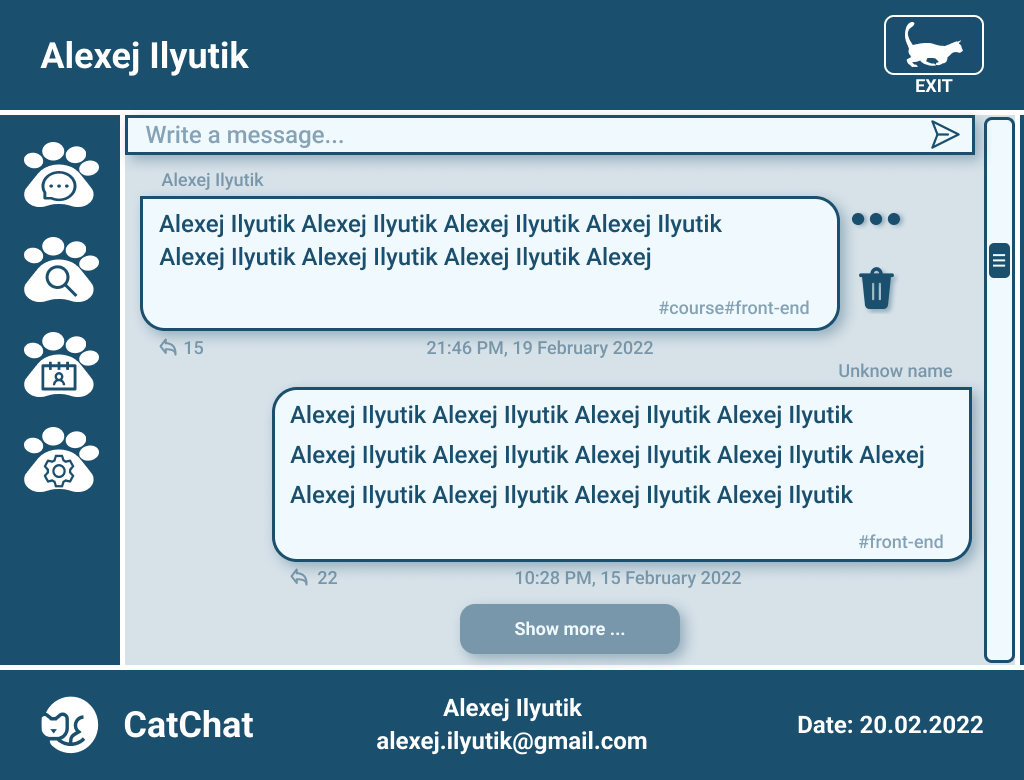 Alexej Ilyutik
EXIT
Write a message...
Alexej Ilyutik
Alexej Ilyutik Alexej Ilyutik Alexej Ilyutik Alexej Ilyutik
Alexej Ilyutik Alexej Ilyutik Alexej Ilyutik Alexej
#course#front-end
15
21:46 PM, 19 February 2022
Unknow name
Alexej Ilyutik Alexej Ilyutik Alexej Ilyutik Alexej Ilyutik
Alexej Ilyutik Alexej Ilyutik Alexej Ilyutik Alexej Ilyutik Alexej
Alexej Ilyutik Alexej Ilyutik Alexej Ilyutik Alexej Ilyutik
#front-end
22
10:28 PM, 15 February 2022
Show more ...
CatChat
Alexej Ilyutik
alexej.ilyutik@gmail.com
Date: 20.02.2022